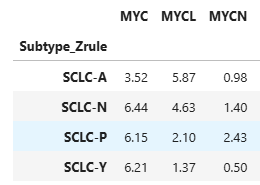 MYC MYCL MYCN
Subtype_Zrule
SCLC-A 3.52 5.87 0.98
SCLC-N 6.44 4.63 1.40
SCLC-P 6.15 2.10 2.43
SCLC-Y 6.21 1.37 0.50